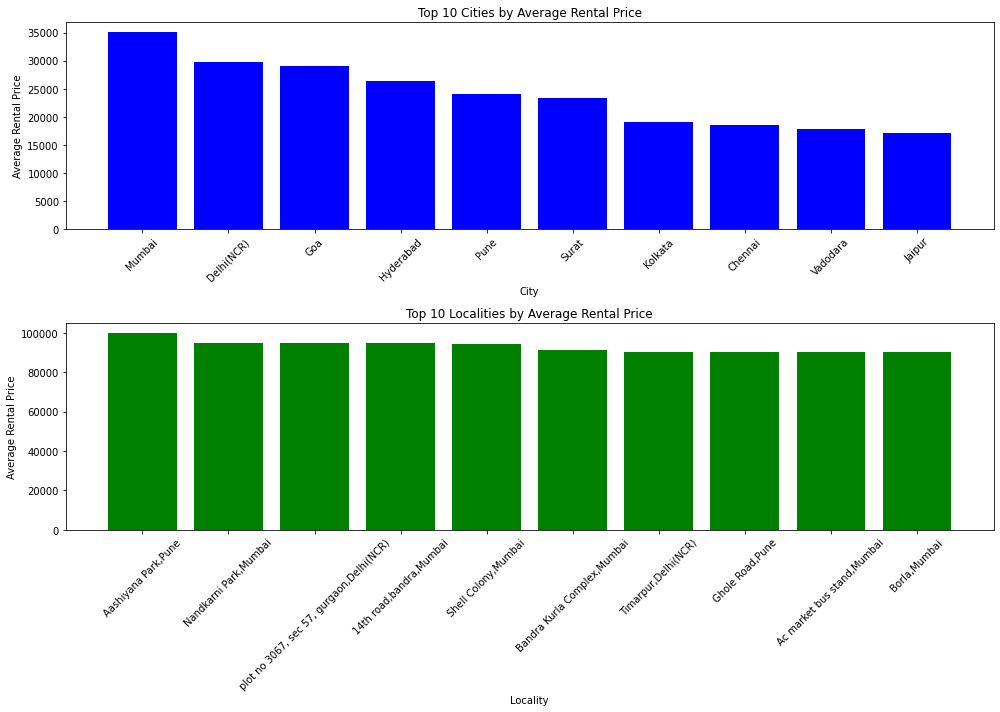 Top 10 Cities by Average Rental Price
Average Rental Price
35000
30000
25000
20000
15000
10000
5000
0
Mumbai
Delhi(NCR)
Goa
Hyderabad
Pune
Surat
Kolkata
Chennai
Vadodara
Jaipur
City
Top 10 Localities by Average Rental Price
Average Rental Price
100000
80000
60000
40000
20000
0
Aashiyana Park,Pune
Nandkarni Park,Mumbai
plot no 3067, sec 57, gurgaon,Delhi(NCR)
14th road,bandra,Mumbai
Shell Colony,Mumbai
Bandra Kurla Complex,Mumbai
Timarpur,Delhi(NCR)
Ghole Road,Pune
Ac market bus stand,Mumbai
Borla,Mumbai
Locality